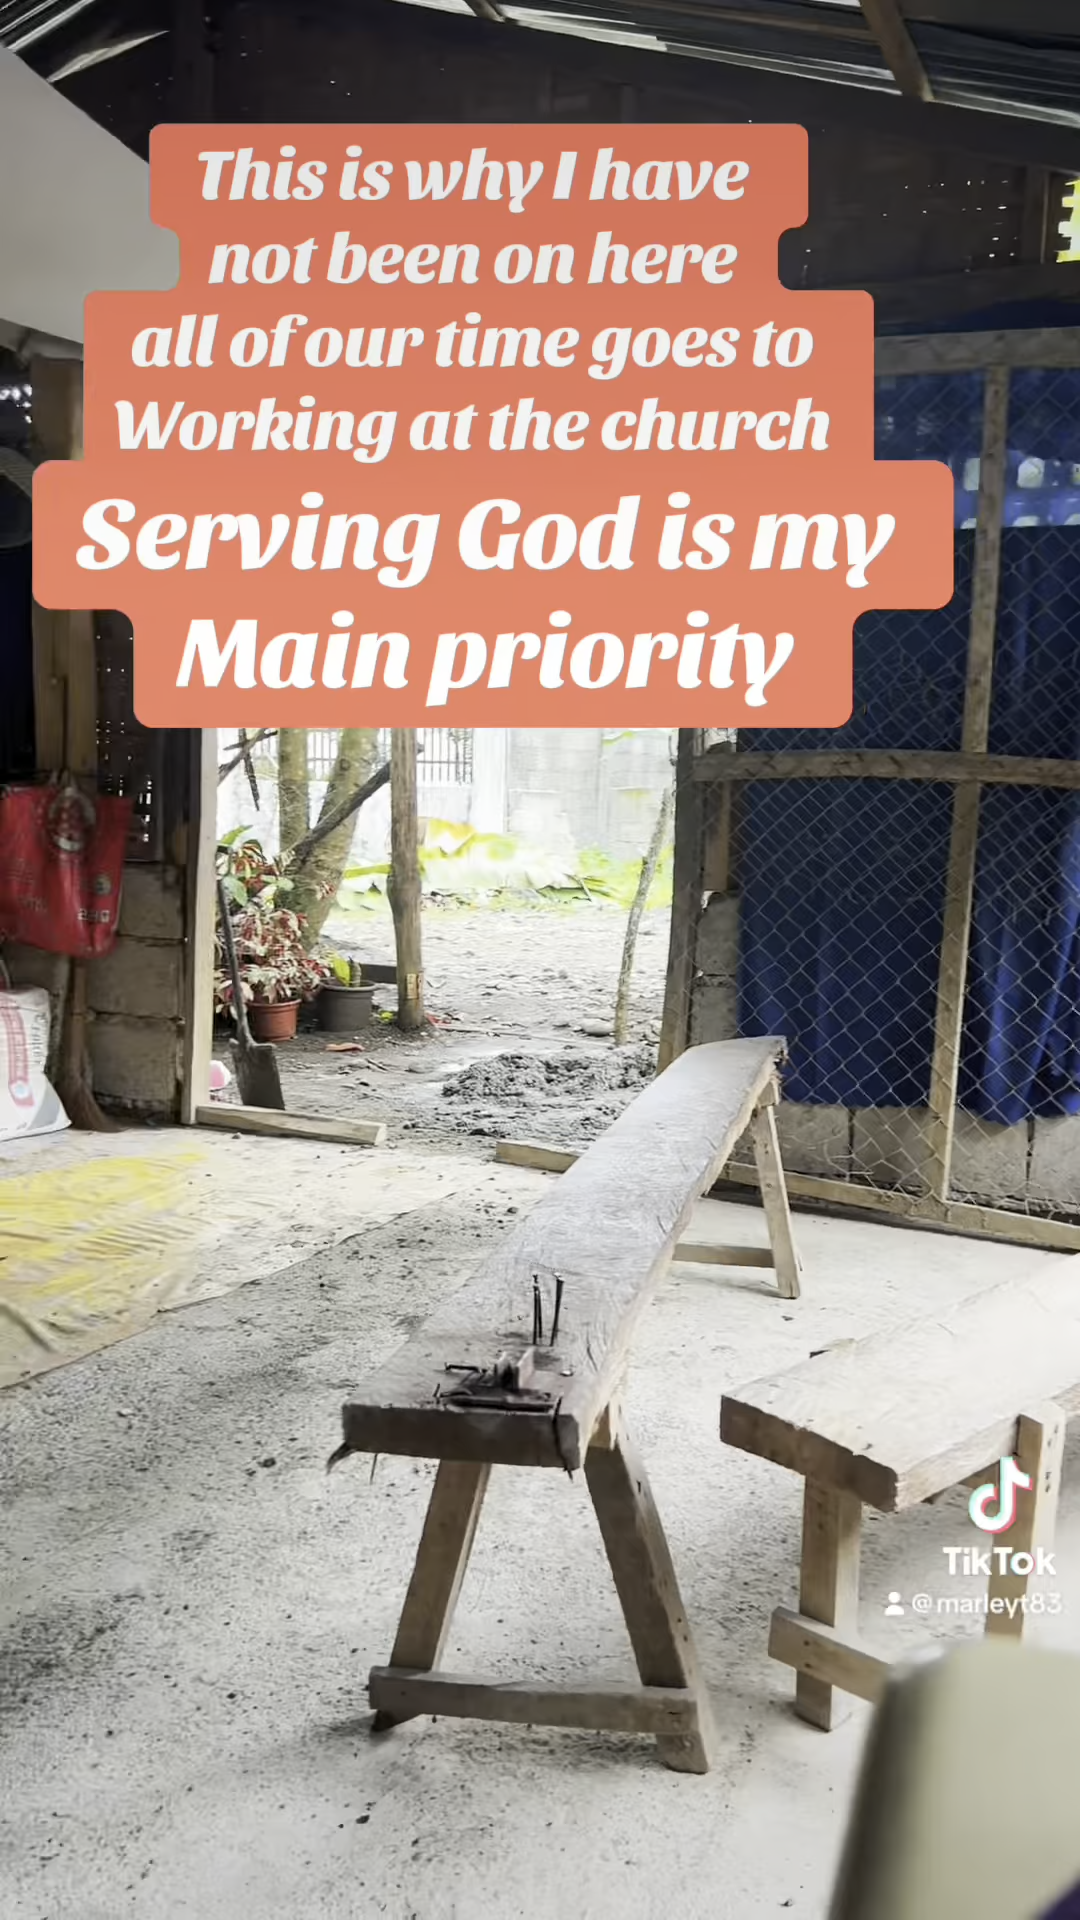 This is why I have
not been on here
all of our time goes to
Working at the church
Serving God is my
Main priority
TikTok
@marleyt83